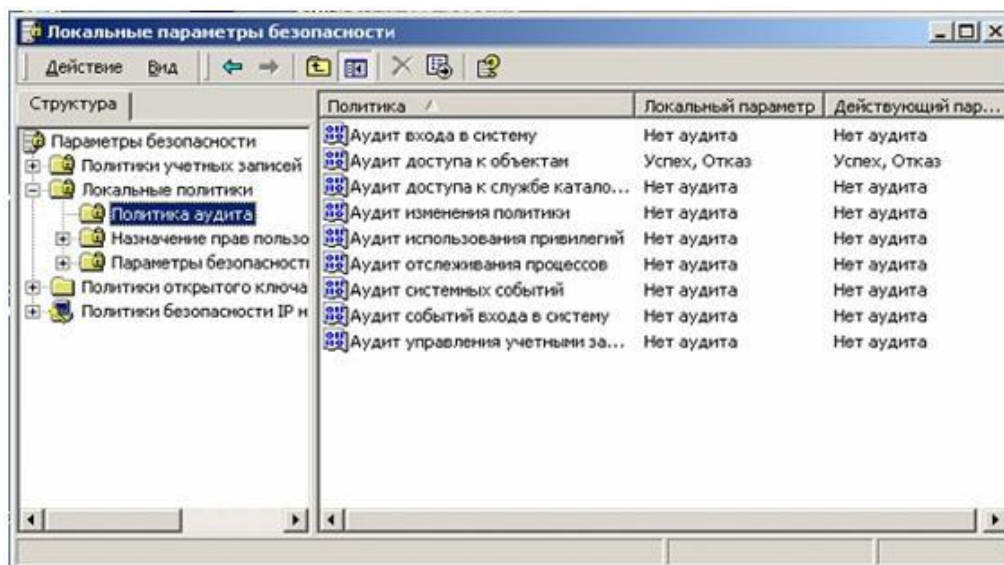 Локальные параметры безопасности
Действие Вид
Структура
Параметры безопасности
Политики учетных записей
Локальные политики
Политика аудита
Назначение прав пользо
Параметры безопасности
Политики открытого ключа
Политики безопасности IP н
Политика Локальный параметр Действующий пар...
Аудит входа в систему Нет аудита Нет аудита
Аудит доступа к объектам Успех, Отказ Успех, Отказ
Аудит доступа к службе катало... Нет аудита Нет аудита
Аудит изменения политики Нет аудита Нет аудита
Аудит использования привилегий Нет аудита Нет аудита
Аудит отслеживания процессов Нет аудита Нет аудита
Аудит системных событий Нет аудита Нет аудита
Аудит событий входа в систему Нет аудита Нет аудита
Аудит управления учетными за... Нет аудита Нет аудита